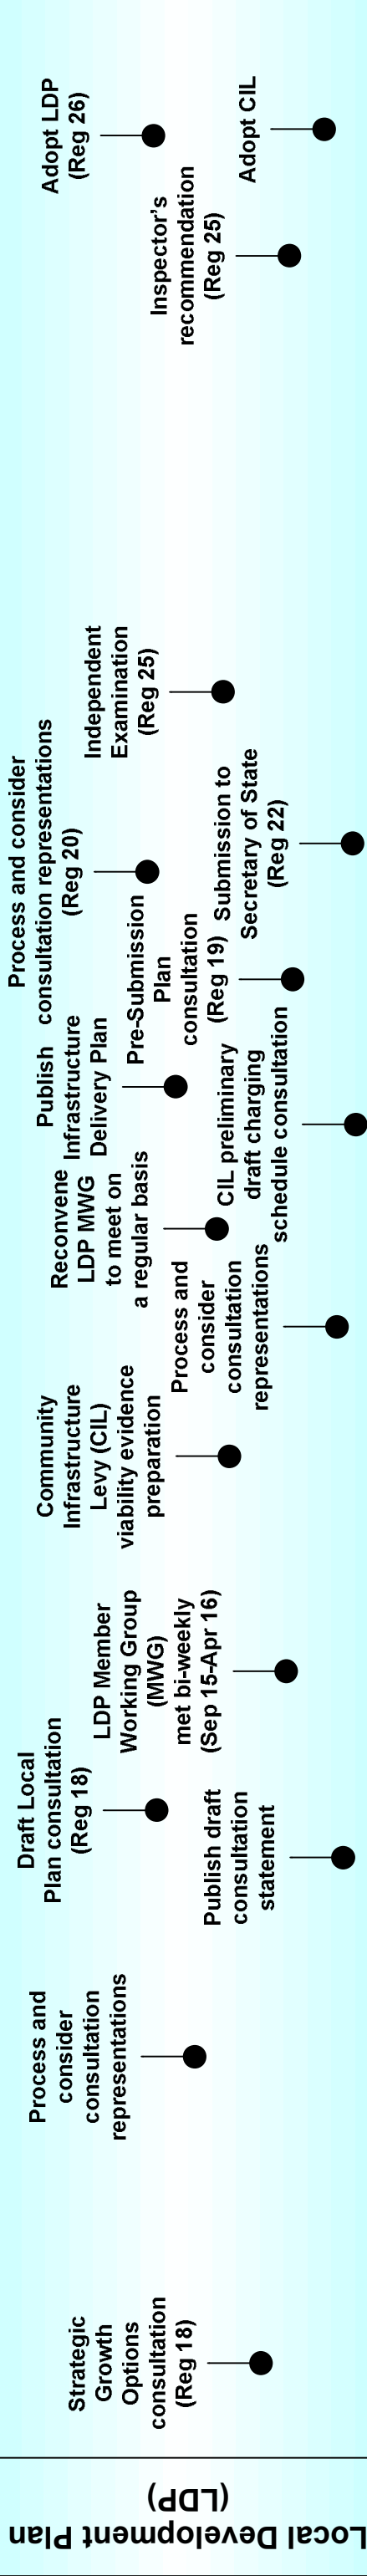 Local Development Plan
(LDP)
Strategic
Growth
Options
consultation
(Reg 18)
Process and
consider
consultation
representations
Publish draft
consultation
statement
Draft Local
Plan consultation
(Reg 18)
LDP Member
Working Group
(MWG)
met bi-weekly
(Sep 15-Apr 16)
Community
Infrastructure
Levy (CIL)
viability evidence
preparation
Process and
consider
consultation
representations
Reconvene
LDP MWG
to meet on
a regular basis
CIL preliminary
draft charging
schedule consultation
Publish
Infrastructure
Delivery Plan
Pre-Submission
Plan
consultation
(Reg 19)
Process and consider
consultation representations
(Reg 20)
Submission to
Secretary of State
(Reg 22)
Independent
Examination
(Reg 25)
Inspector's
recommendation
(Reg 25)
Adopt LDP
(Reg 26)
Adopt CIL